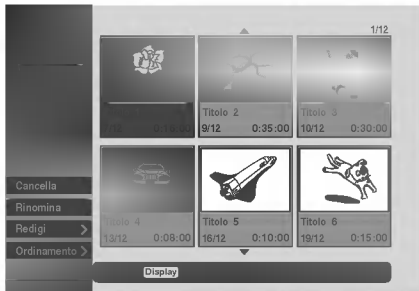 1/12
Titolo 2
9/12 0:35:00
Titolo 3
10/12 0:30:00
Cancella
Rinomina
Redigi
Ordinamento
Titolo 4
13/12 0:08:00
Titolo 5
16/12 0:10:00
Titolo 6
19/12 0:15:00
Display